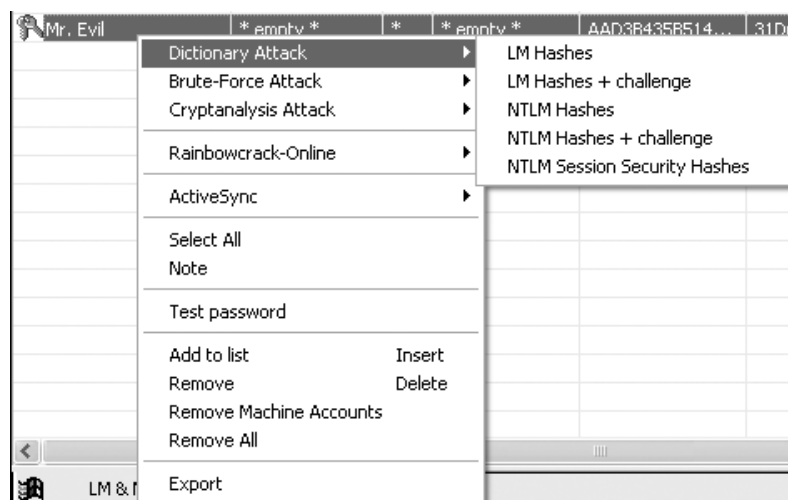 Mr. Evil * empty * * * empty * AAD3B435B514...
Dictionary Attack
LM Hashes
Brute-Force Attack
LM Hashes + challenge
Cryptanalysis Attack
NTLM Hashes
NTLM Hashes + challenge
Rainbowcrack-Online
NTLM Session Security Hashes
ActiveSync
Select All
Note
Test password
Add to list Insert
Remove Delete
Remove Machine Accounts
Remove All
LM &
Export